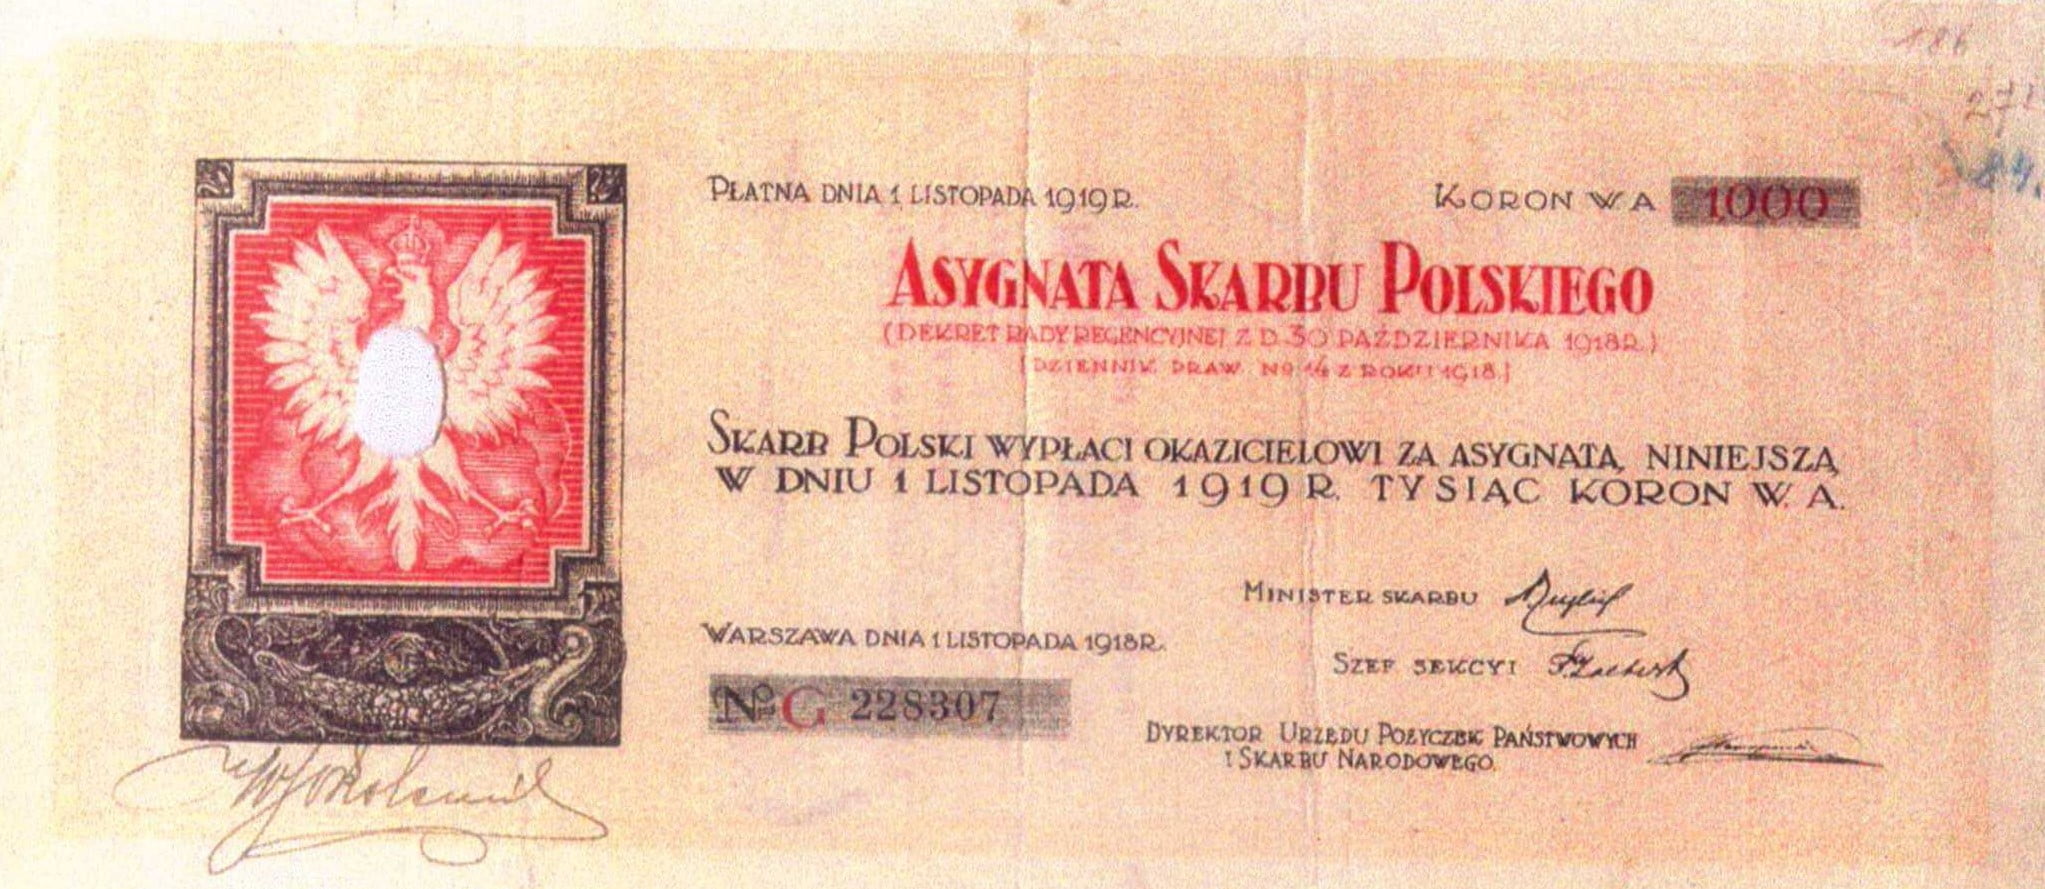 186
271
PŁATNA DNIA 1 LISTOPADA 1919 R.
KORON W A 1000
ASYGNATA SKARBU POLSKIEGO
(DEKRET RADY REGENCYJNEJ Z D 30 PAŹDZIERNIKA 1918 R.)
(DZIENNIK PRAW No 14 Z ROKU 1918.)
SKARB POLSKI WYPŁACI OKAZICIELOWI ZA ASYGNATĄ NINIEJSZĄ
W DNIU 1 LISTOPADA 1919 R. TYSIĄC KORON W. A.
MINISTER SKARBU
WARSZAWA DNIA 1 LISTOPADA 1918 R.
SZEF SEKCYI
No G 228307
DYREKTOR URZĘDU POŻYCZEK PAŃSTWOWYCH
I SKARBU NARODOWEGO.